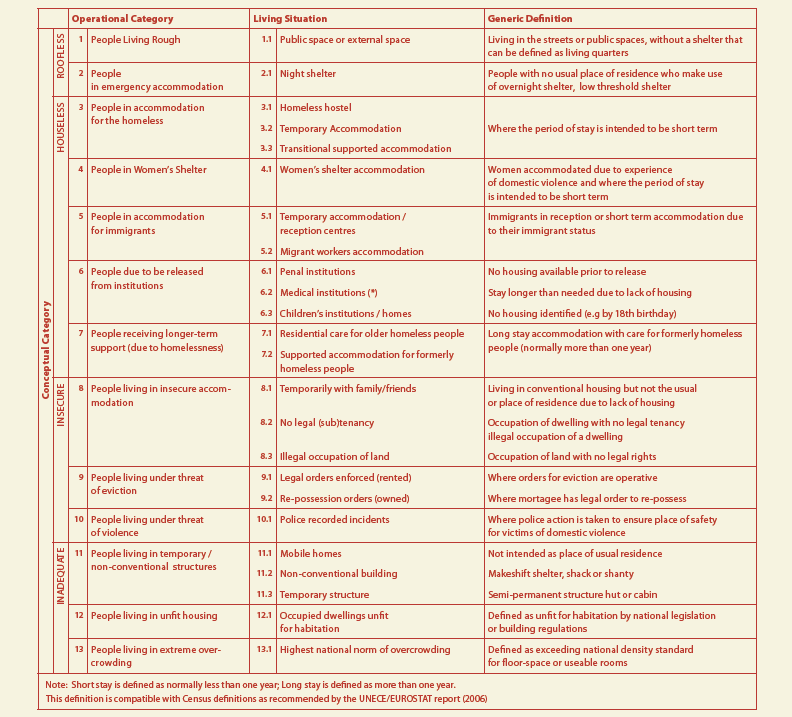 Operational Category Living Situation Generic Definition
Conceptual Category
ROOFLESS
1 People Living Rough 1.1 Public space or external space Living in the streets or public spaces, without a shelter that
can be defined as living quarters
2 People 2.1 Night shelter People with no usual place of residence who make use
in emergency accommodation of overnight shelter, low threshold shelter
HOUSELESS
3 People in accommodation 3.1 Homeless hostel
for the homeless
3.2 Temporary Accommodation Where the period of stay is intended to be short term
3.3 Transitional supported accommodation
4 People in Women's Shelter 4.1 Women's shelter accommodation Women accommodated due to experience
of domestic violence and where the period of stay
is intended to be short term
5 People in accommodation 5.1 Temporary accommodation / Immigrants in reception or short term accommodation due
for immigrants reception centres to their immigrant status
5.2 Migrant workers accommodation
6 People due to be released 6.1 Penal institutions No housing available prior to release
from institutions
6.2 Medical institutions (*) Stay longer than needed due to lack of housing
6.3 Children's institutions / homes No housing identified (e.g by 18th birthday)
7 People receiving longer-term 7.1 Residential care for older homeless people Long stay accommodation with care for formerly homeless
support (due to homelessness) people (normally more than one year)
7.2 Supported accommodation for formerly
homeless people
INSECURE
8 People living in insecure accom- 8.1 Temporarily with family/friends Living in conventional housing but not the usual
modation or place of residence due to lack of housing
8.2 No legal (sub)tenancy Occupation of dwelling with no legal tenancy
illegal occupation of a dwelling
8.3 Illegal occupation of land Occupation of land with no legal rights
9 People living under threat 9.1 Legal orders enforced (rented) Where orders for eviction are operative
of eviction
9.2 Re-possession orders (owned) Where mortagee has legal order to re-possess
10 People living under threat 10.1 Police recorded incidents Where police action is taken to ensure place of safety
of violence for victims of domestic violence
INADEQUATE
11 People living in temporary / 11.1 Mobile homes Not intended as place of usual residence
non-conventional structures
11.2 Non-conventional building Makeshift shelter, shack or shanty
11.3 Temporary structure Semi-permanent structure hut or cabin
12 People living in unfit housing 12.1 Occupied dwellings unfit Defined as unfit for habitation by national legislation
for habitation or building regulations
13 People living in extreme over- 13.1 Highest national norm of overcrowding Defined as exceeding national density standard
crowding for floor-space or useable rooms
Note: Short stay is defined as normally less than one year; Long stay is defined as more than one year.
This definition is compatible with Census definitions as recommended by the UNECE/EUROSTAT report (2006)